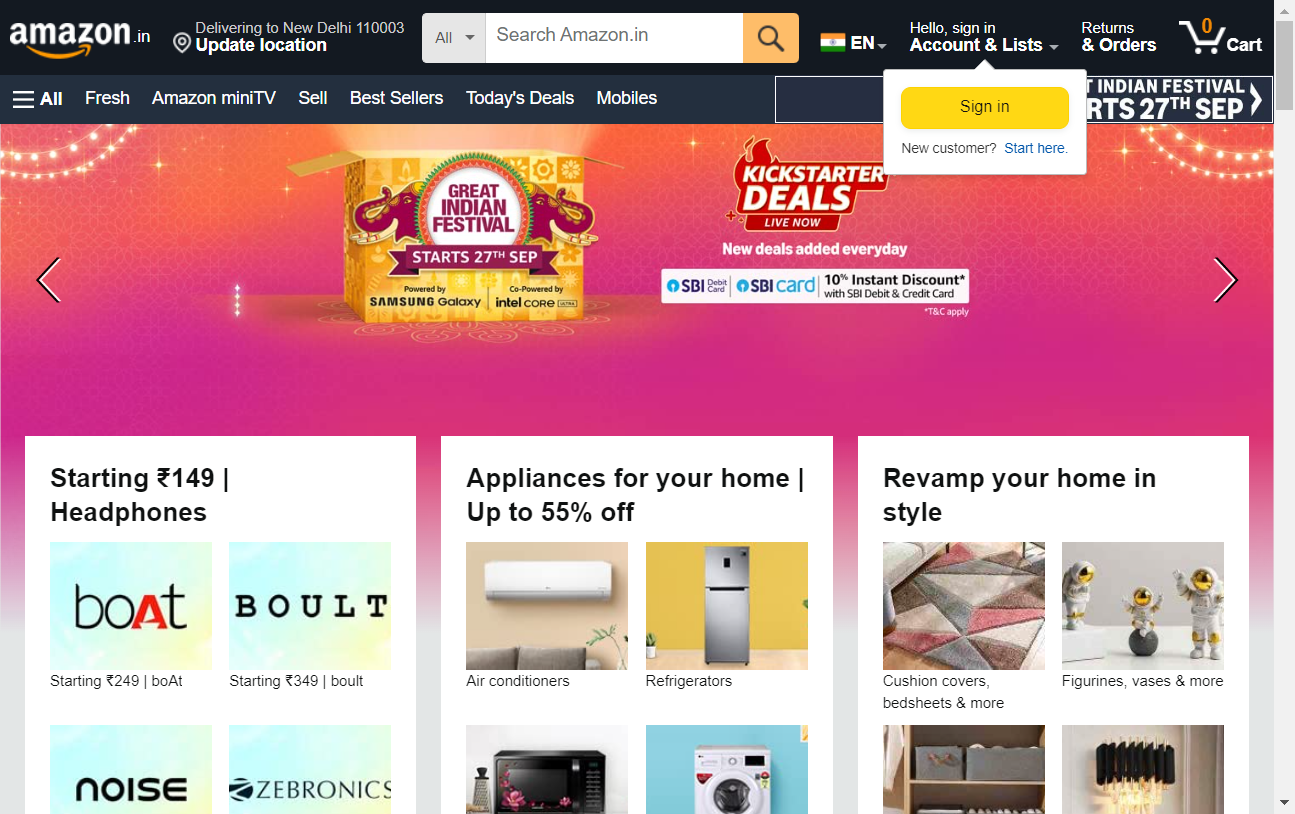 amazon.in
Delivering to New Delhi 110003
Update location
All
Search Amazon.in
EN
Hello, sign in
Account & Lists
Returns
& Orders
0
Cart
All
Fresh
Amazon miniTV
Sell
Best Sellers
Today's Deals
Mobiles
INDIAN FESTIVAL
RTS 27TH SEP
Sign in
New customer? Start here.
GREAT
INDIAN
FESTIVAL
STARTS 27TH SEP
Powered by
SAMSUNG Galaxy
Co-Powered by
intel CORE ULTRA
KICKSTARTER
DEALS
LIVE NOW
New deals added everyday
SBI Debit Card
SBI card
10% Instant Discount*
with SBI Debit & Credit Card
*T&C apply
Starting ₹149 |
Headphones
boAt
BOULT
Starting ₹249 | boAt
Starting ₹349 | boult
noise
ZEBRONICS
Appliances for your home |
Up to 55% off
Air conditioners
Refrigerators
Revamp your home in
style
Cushion covers,
bedsheets & more
Figurines, vases & more